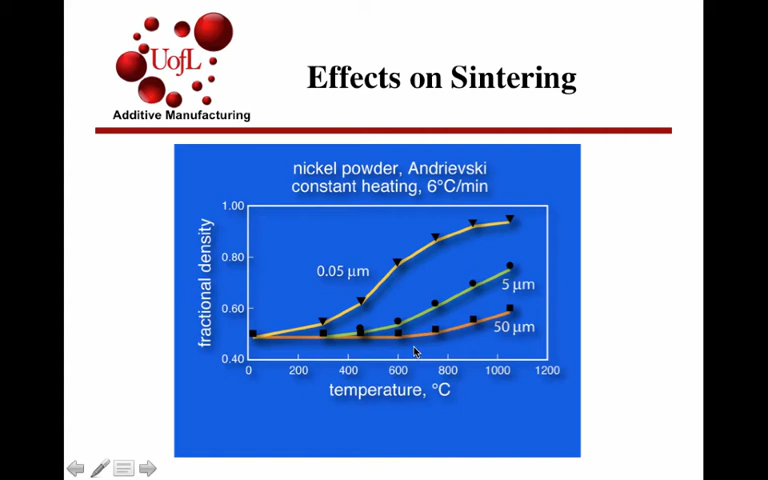 UofL
Additive Manufacturing
Effects on Sintering
nickel powder, Andrievski
constant heating, 6°C/min
fractional density
1.00
0.80
0.60
0.40
0.05 µm
5 µm
50 µm
0 200 400 600 800 1000 1200
temperature, °C